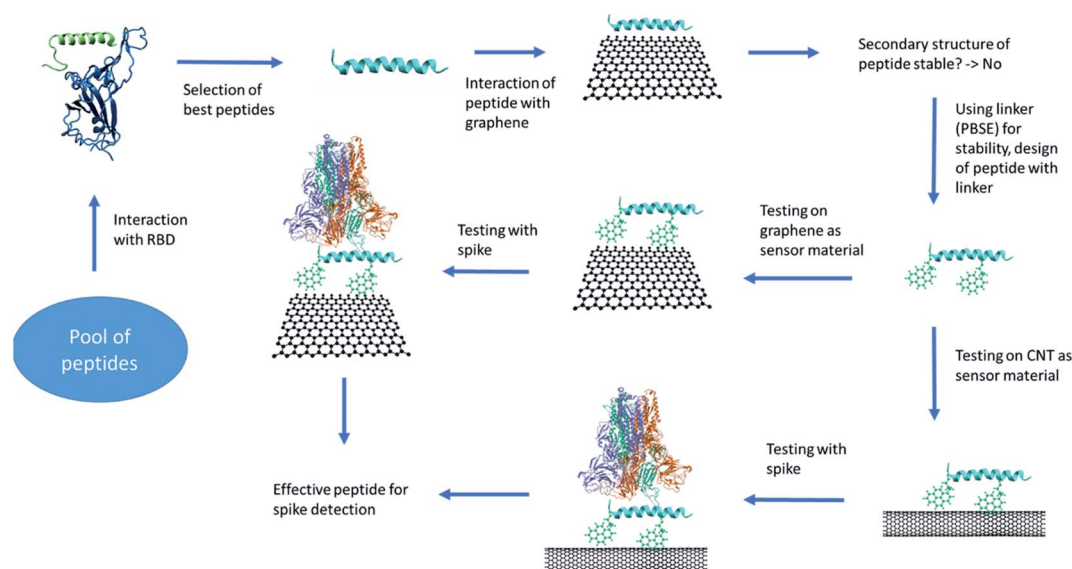 Selection of
best peptides
Interaction of
peptide with
graphene
Secondary structure of
peptide stable? -> No
Using linker
(PBSE) for
stability, design
of peptide with
linker
Interaction
with RBD
Testing with
spike
Testing on
graphene as
sensor material
Pool of
peptides
Testing on CNT as
sensor material
Testing with
spike
Effective peptide for
spike detection